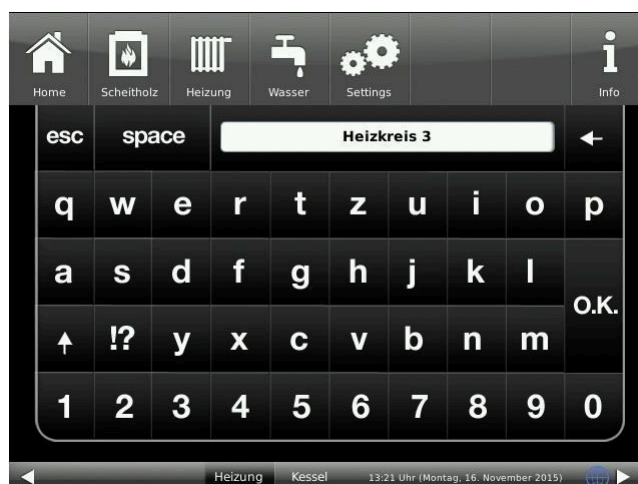 Home Scheitholz Heizung Wasser Settings Info
esc space Heizkreis 3
q w e r t z u i o p
a s d f g h j k l
O.K.
!? y x c v b n m
1 2 3 4 5 6 7 8 9 0
Heizung Kessel 13:21 Uhr (Montag, 16. November 2015)